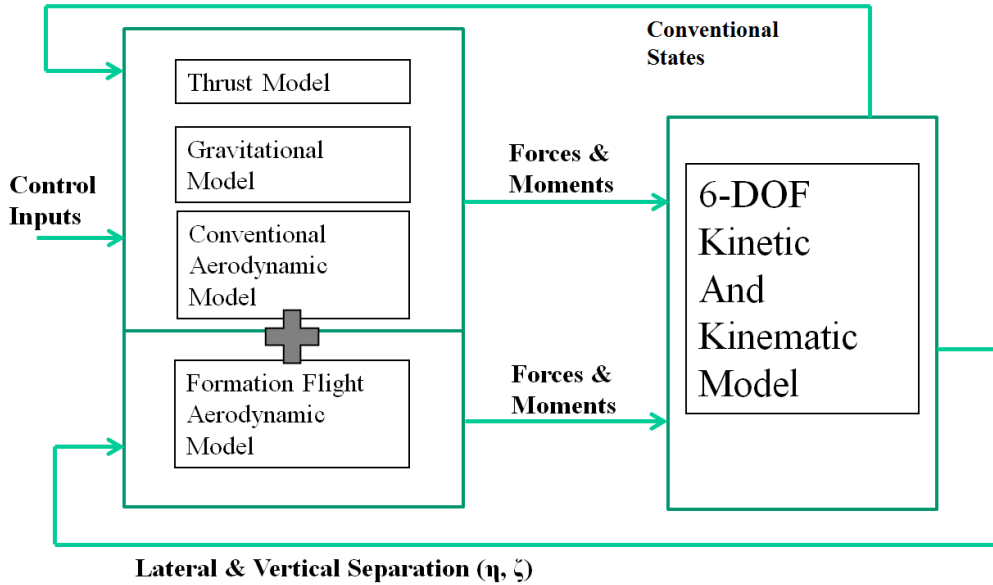 Conventional
States
Thrust Model
Gravitational
Model
Control
Inputs
Conventional
Aerodynamic
Model
Formation Flight
Aerodynamic
Model
Forces &
Moments
Forces &
Moments
6-DOF
Kinetic
And
Kinematic
Model
Lateral & Vertical Separation (η, ζ)